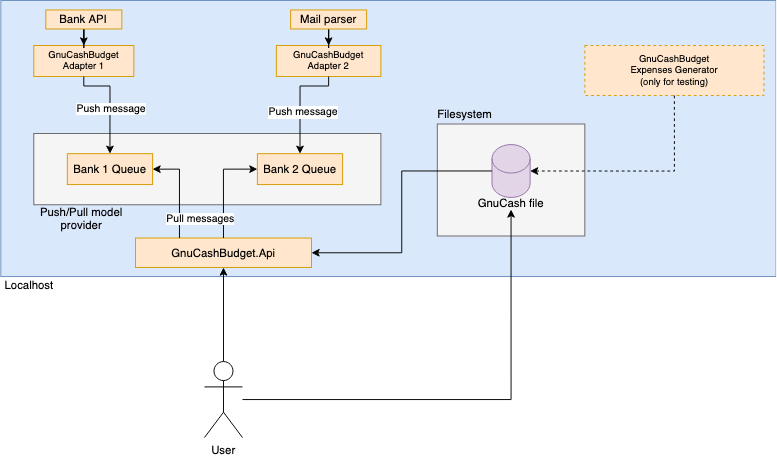 Bank API
Mail parser
GnuCashBudget
Adapter 1
GnuCashBudget
Adapter 2
GnuCashBudget
Expenses Generator
(only for testing)
Push message
Push message
Filesystem
Bank 1 Queue
Bank 2 Queue
GnuCash file
Push/Pull model
provider
Pull messages
GnuCashBudget.Api
Localhost
User